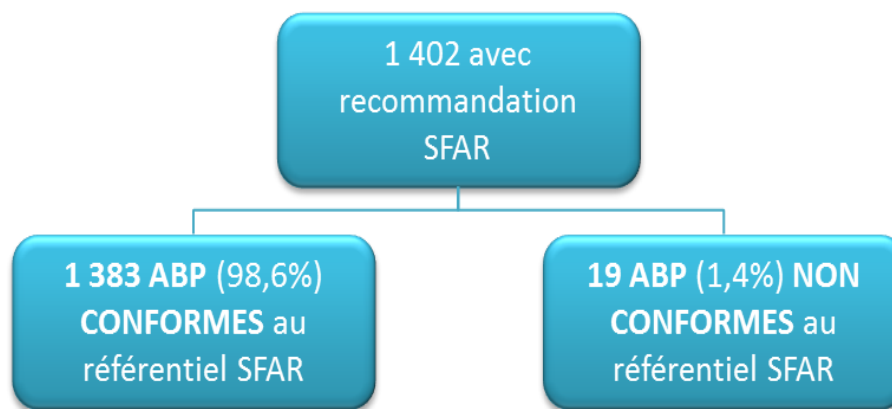 1 402 avec
recommandation
SFAR
1 383 ABP (98,6%)
CONFORMES au
référentiel SFAR
19 ABP (1,4%) NON
CONFORMES au
référentiel SFAR